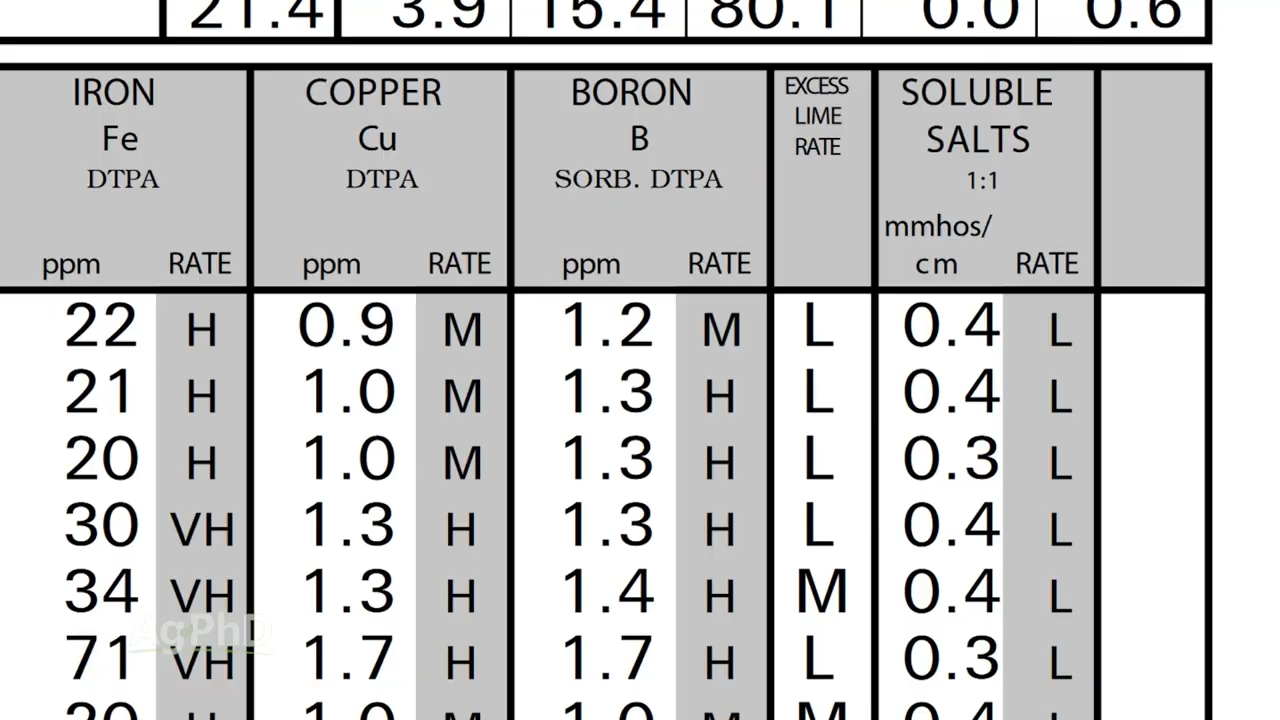 21.4 3.9 15.4 80.1 0.0 0.6
IRON COPPER BORON EXCESS SOLUBLE
Fe Cu B LIME SALTS
DTPA DTPA SORB. DTPA RATE 1:1
mmhos/
ppm RATE ppm RATE ppm RATE cm RATE
22 H 0.9 M 1.2 M L 0.4 L
21 H 1.0 M 1.3 H L 0.4 L
20 H 1.0 M 1.3 H L 0.3 L
30 VH 1.3 H 1.3 H L 0.4 L
34 VH 1.3 H 1.4 H M 0.4 L
AgPhD
71 VH 1.7 H 1.7 H L 0.3 L